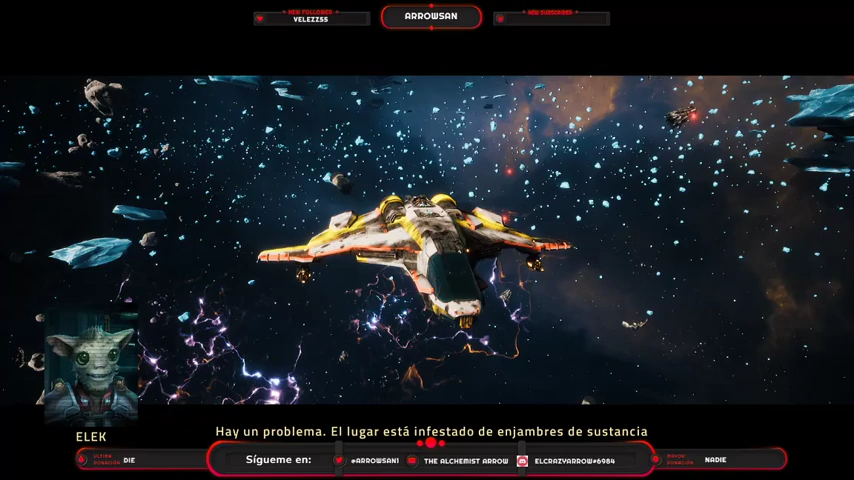 NEW FOLLOWER
VELEZZ55
ARROWSAN
NEW SUBSCRIBER
ELEK
Hay un problema. El lugar está infestado de enjambres de sustancia
ÚLTIMA DONACIÓN
DIE
Sígueme en:
@ARROWSAN1
THE ALCHEMIST ARROW
ELCRAZYARROW#6984
MAYOR DONACIÓN
NADIE